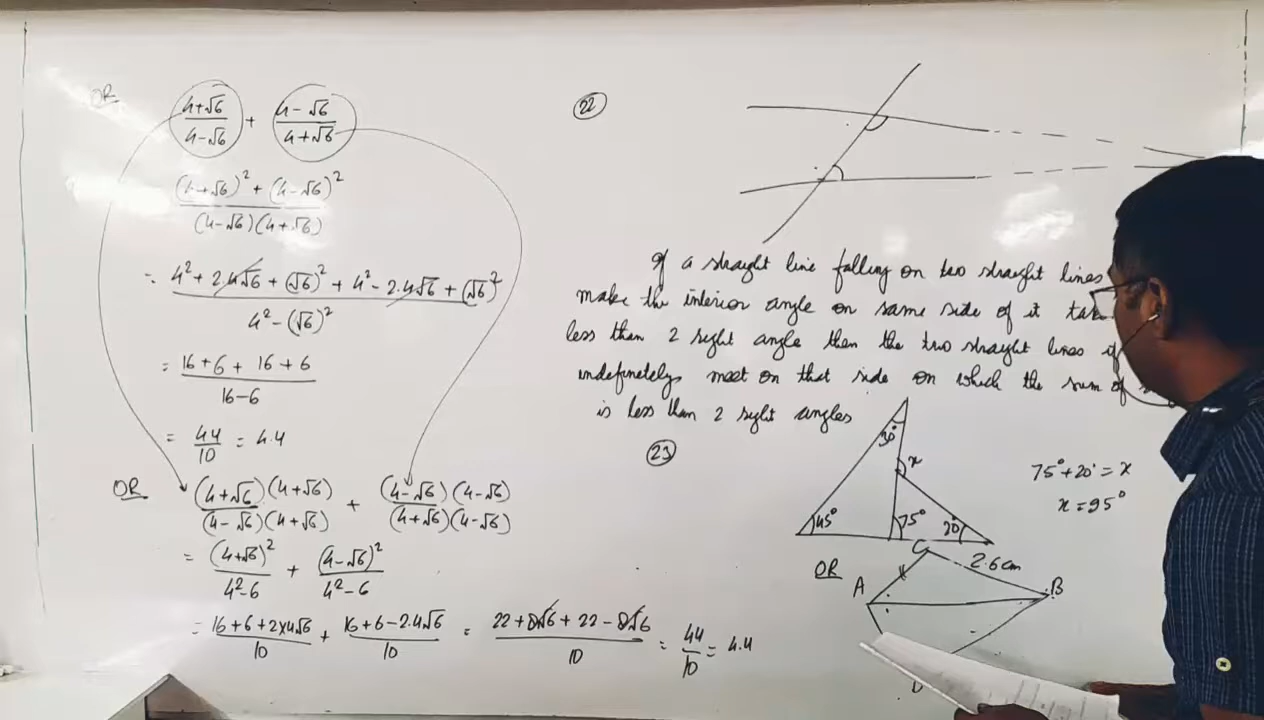 OR
4+√6/4-√6 + 4-√6/4+√6
(4+√6)² + (4-√6)²/(4-√6)(4+√6)
= 4² + 2.4√6 + (√6)² + 4² - 2.4√6 + (√6)²/4² - (√6)²
= 16+6 + 16+6/16-6
= 44/10 = 4.4
OR (4+√6)(4+√6)/(4-√6)(4+√6) + (4-√6)(4-√6)/(4+√6)(4-√6)
= (4+√6)²/4²-6 + (4-√6)²/4²-6
= 16+6+2×4√6/10 + 16+6-2.4√6/10 = 22+8√6+22-8√6/10 = 44/10 = 4.4
22
If a straight line falling on two straight lines
make the interior angle on same side of it
less than 2 right angle then the two straight lines if
indefinetely meet on that side on which the sum of
is less than 2 right angles
23
30°
x
45°
75°
20°
75°+20° = x
x = 95°
OR
C
2.6cm
A
B